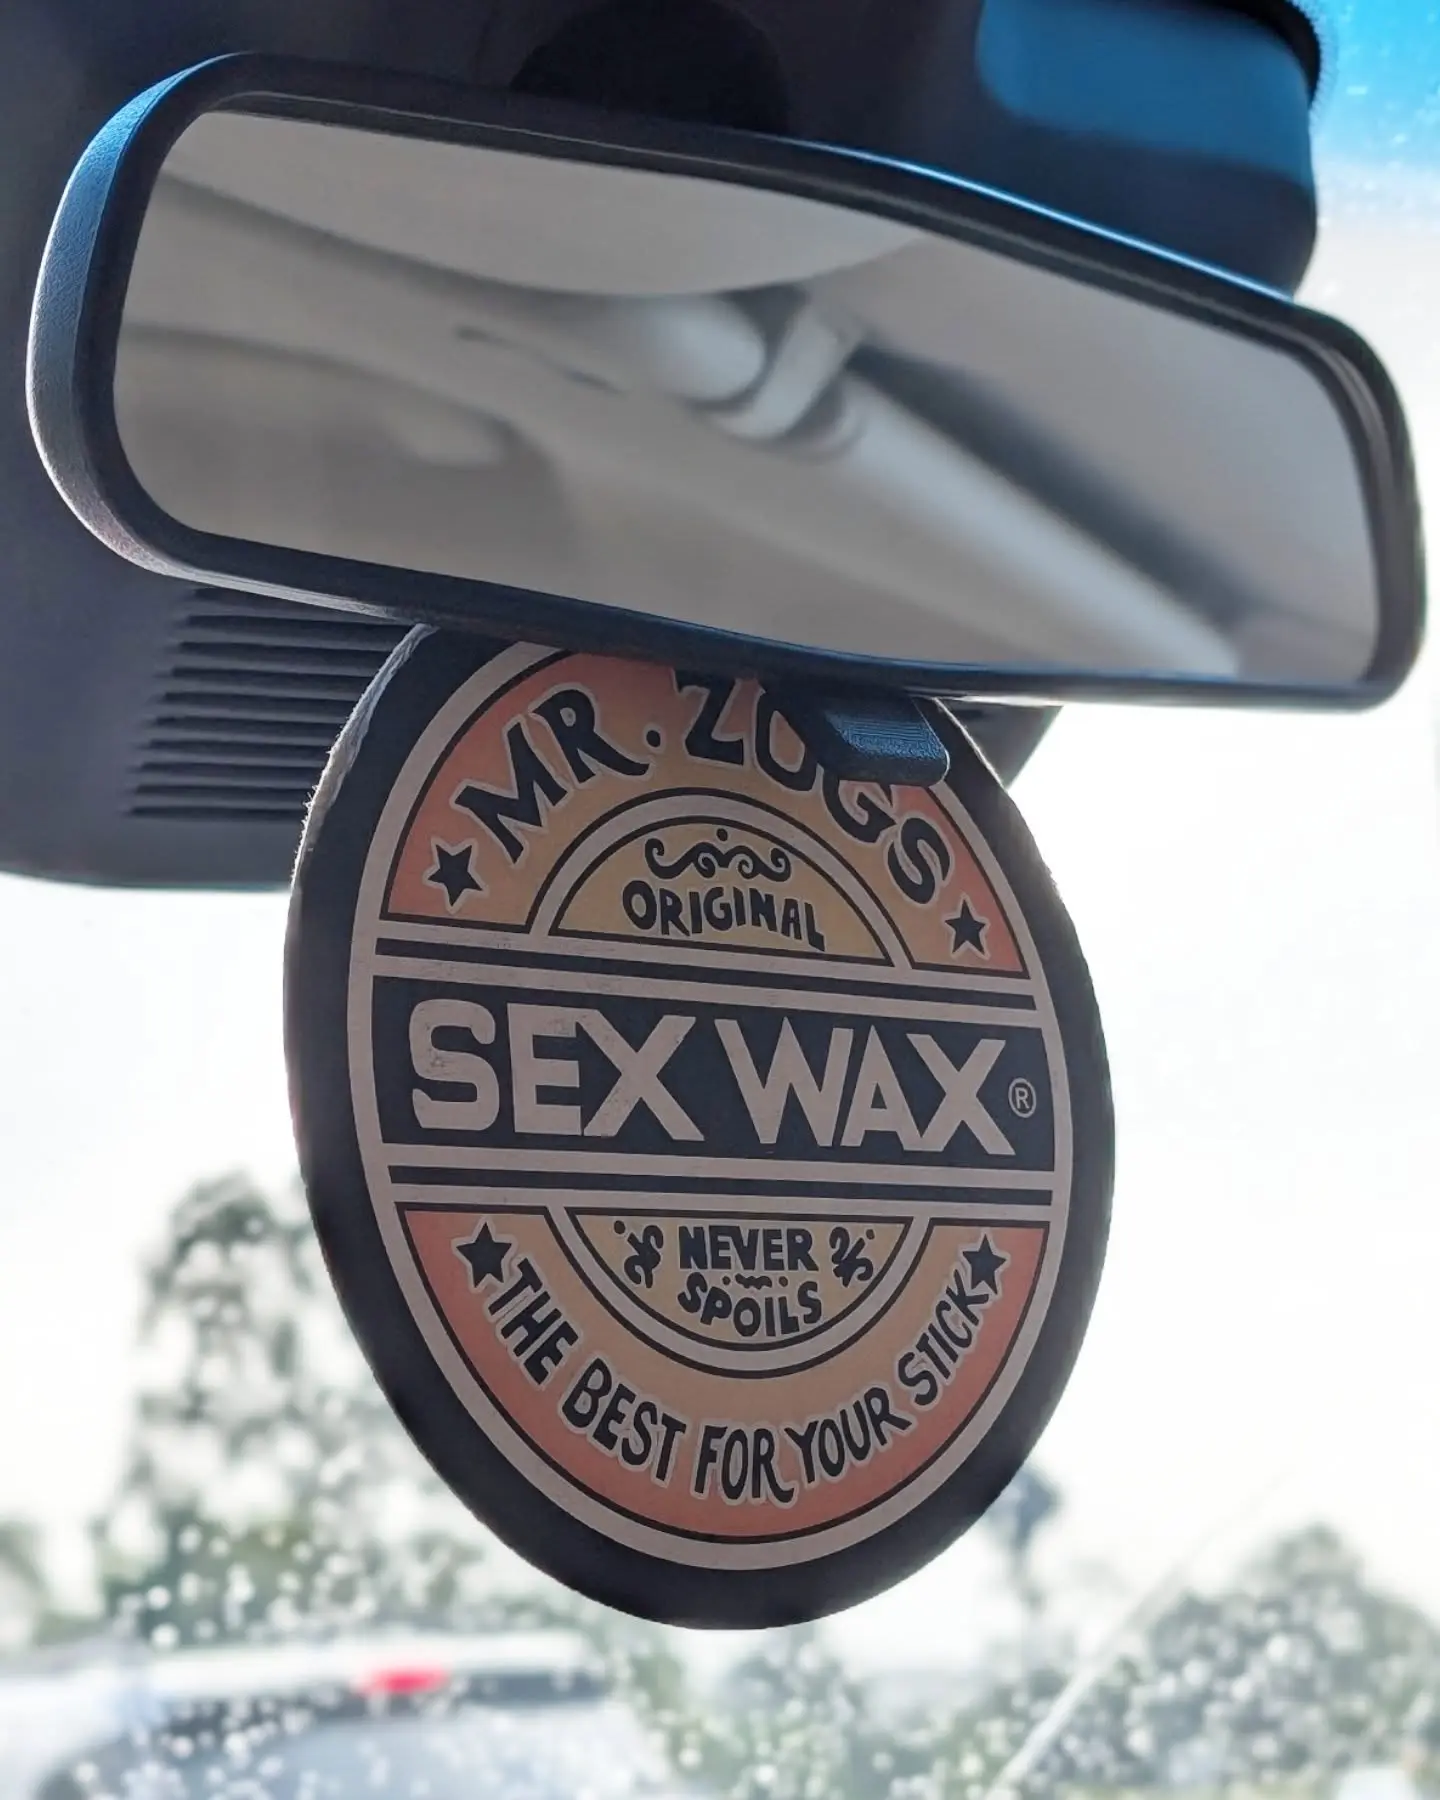 MR. ZOGS
ORIGINAL
SEX WAX®
NEVER
SPOILS
THE BEST FOR YOUR STICK